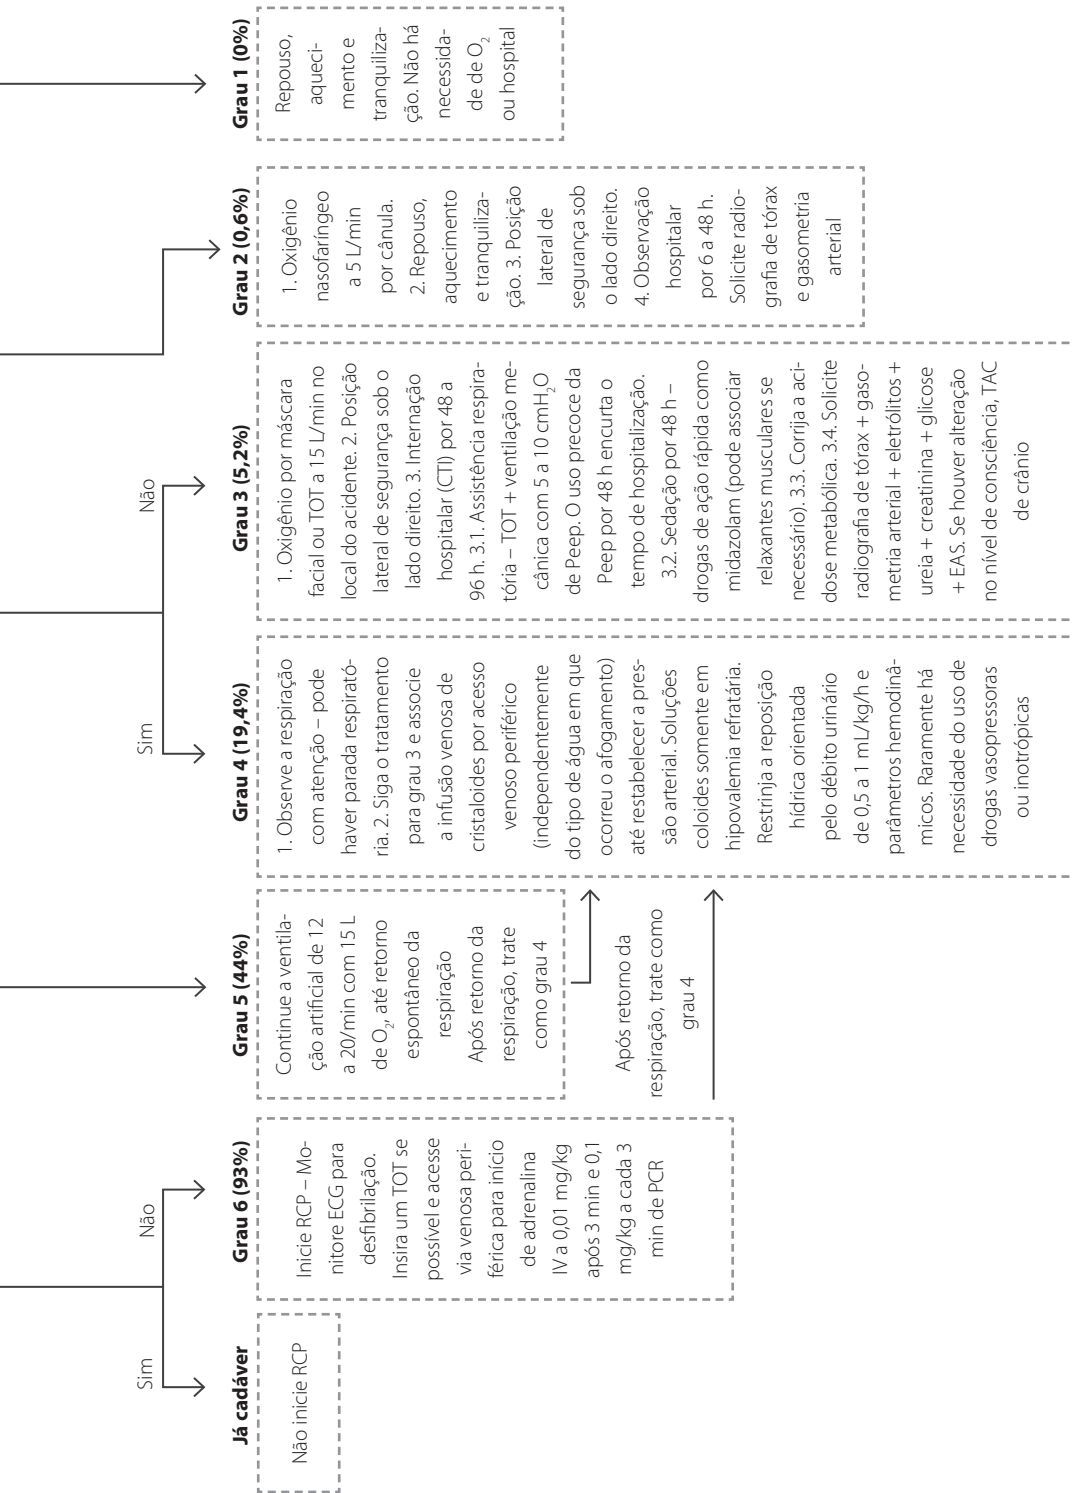 Sim
Não
Sim
Não
Já cadáver
Não inicie RCP
Grau 6 (93%)
Inicie RCP – Mo-
nitore ECG para
desfibrilação.
Insira um TOT se
possível e acesse
via venosa peri-
férica para início
de adrenalina
IV a 0,01 mg/kg
após 3 min e 0,1
mg/kg a cada 3
min de PCR
Grau 5 (44%)
Continue a ventila-
ção artificial de 12
a 20/min com 15 L
de O₂, até retorno
espontâneo da
respiração
Após retorno da
respiração, trate
como grau 4
Após retorno da
respiração, trate como
grau 4
Grau 4 (19,4%)
1. Observe a respiração
com atenção – pode
haver parada respirató-
ria. 2. Siga o tratamento
para grau 3 e associe
a infusão venosa de
cristaloides por acesso
venoso periférico
(independentemente
do tipo de água em que
ocorreu o afogamento)
até restabelecer a pres-
são arterial. Soluções
coloides somente em
hipovalemia refratária.
Restrinja a reposição
hídrica orientada
pelo débito urinário
de 0,5 a 1 mL/kg/h e
parâmetros hemodinâ-
micos. Raramente há
necessidade do uso de
drogas vasopressoras
ou inotrópicas
Grau 3 (5,2%)
1. Oxigênio por máscara
facial ou TOT a 15 L/min no
local do acidente. 2. Posição
lateral de segurança sob o
lado direito. 3. Internação
hospitalar (CTI) por 48 a
96 h. 3.1. Assistência respira-
tória – TOT + ventilação me-
cânica com 5 a 10 cmH₂O
de Peep. O uso precoce da
Peep por 48 h encurta o
tempo de hospitalização.
3.2. Sedação por 48 h –
drogas de ação rápida como
midazolam (pode associar
relaxantes musculares se
necessário). 3.3. Corrija a aci-
dose metabólica. 3.4. Solicite
radiografia de tórax + gaso-
metria arterial + eletrólitos +
ureia + creatinina + glicose
+ EAS. Se houver alteração
no nível de consciência, TAC
de crânio
Grau 2 (0,6%)
1. Oxigênio
nasofaríngeo
a 5 L/min
por cânula.
2. Repouso,
aquecimento
e tranquiliza-
ção. 3. Posição
lateral de
segurança sob
o lado direito.
4. Observação
hospitalar
por 6 a 48 h.
Solicite radio-
grafia de tórax
e gasometria
arterial
Grau 1 (0%)
Repouso,
aqueci-
mento e
tranquiliza-
ção. Não há
necessida-
de de O₂
ou hospital